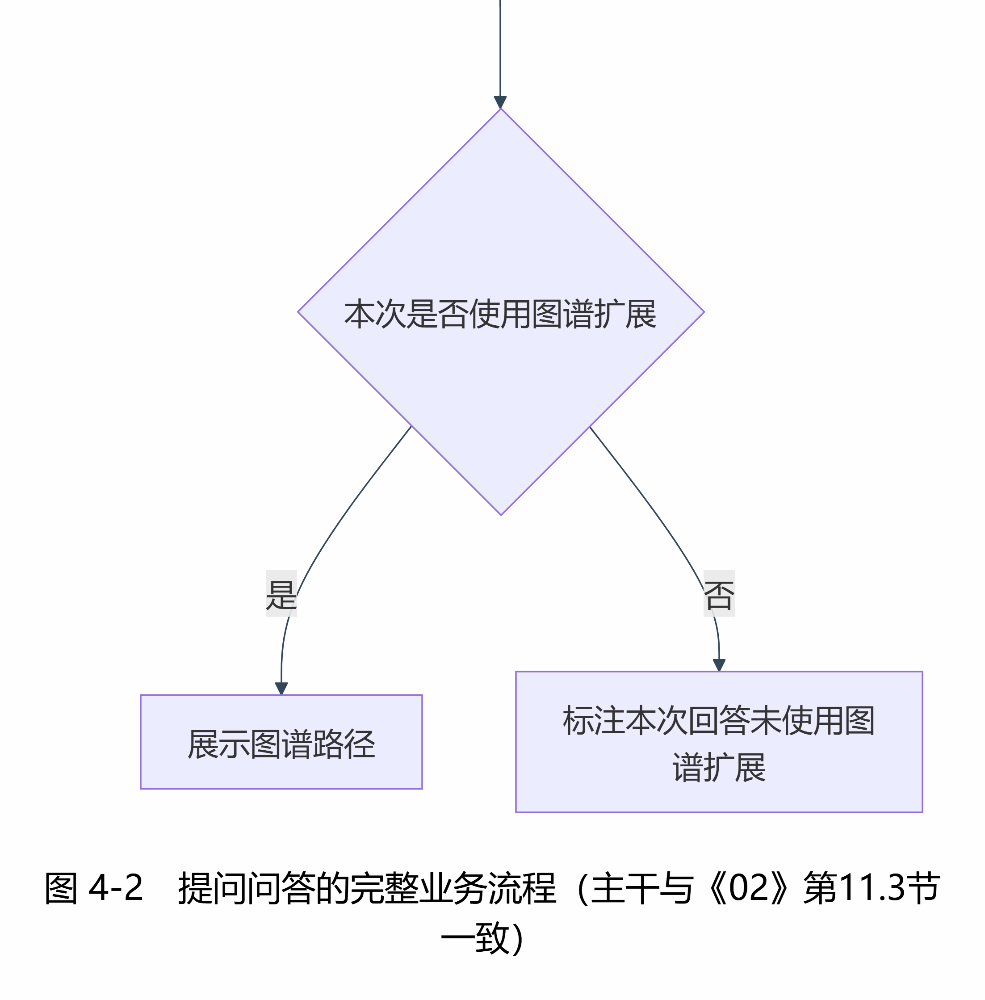 本次是否使用图谱扩展
是
否
展示图谱路径
标注本次回答未使用图
谱扩展
图 4-2　提问问答的完整业务流程（主干与《02》第11.3节
一致）